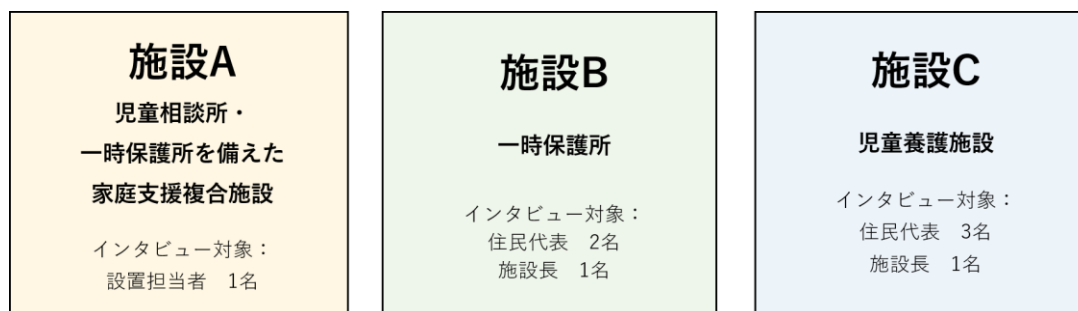 施設A
児童相談所・
一時保護所を備えた
家庭支援複合施設
インタビュー対象：
設置担当者　1名
施設B
一時保護所
インタビュー対象：
住民代表　2名
施設長　1名
施設C
児童養護施設
インタビュー対象：
住民代表　3名
施設長　1名